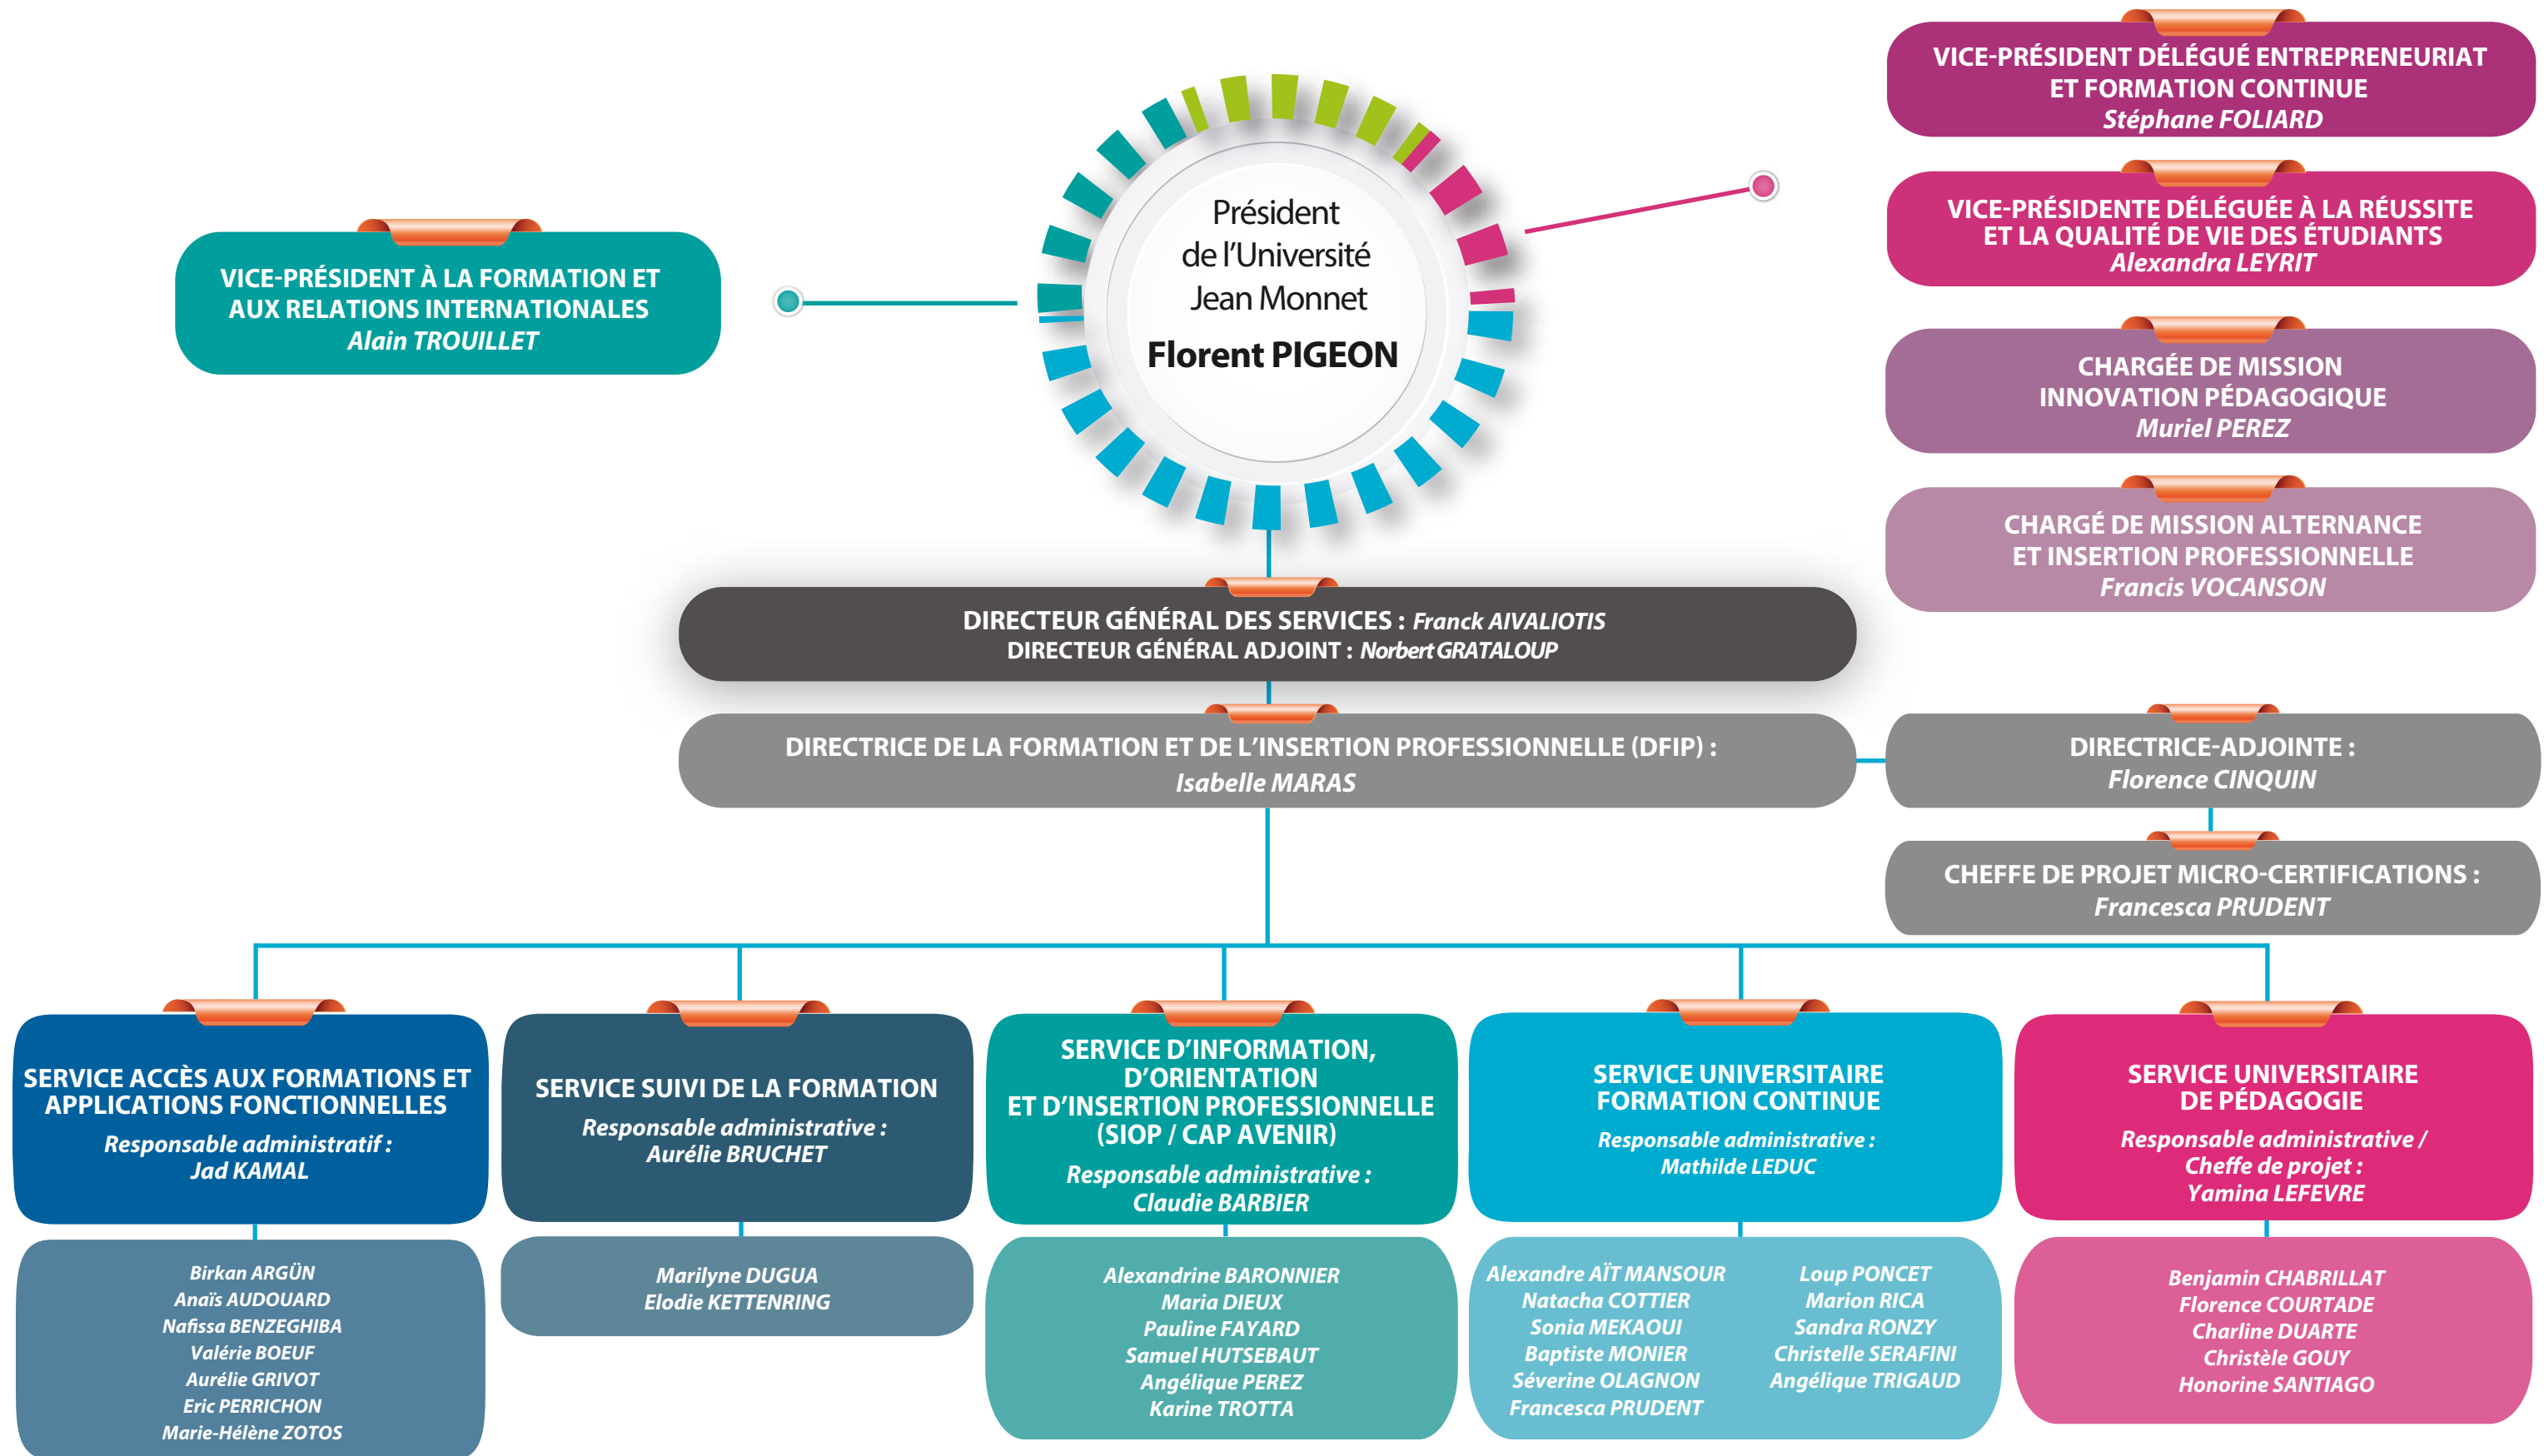 Président
de l'Université
Jean Monnet
Florent PIGEON
VICE-PRÉSIDENT À LA FORMATION ET
AUX RELATIONS INTERNATIONALES
Alain TROUILLET
VICE-PRÉSIDENT DÉLÉGUÉ ENTREPRENEURIAT
ET FORMATION CONTINUE
Stéphane FOLIARD
VICE-PRÉSIDENTE DÉLÉGUÉE À LA RÉUSSITE
ET LA QUALITÉ DE VIE DES ÉTUDIANTS
Alexandra LEYRIT
CHARGÉE DE MISSION
INNOVATION PÉDAGOGIQUE
Muriel PEREZ
CHARGÉ DE MISSION ALTERNANCE
ET INSERTION PROFESSIONNELLE
Francis VOCANSON
DIRECTEUR GÉNÉRAL DES SERVICES : Franck AIVALIOTIS
DIRECTEUR GÉNÉRAL ADJOINT : Norbert GRATALOUP
DIRECTRICE DE LA FORMATION ET DE L'INSERTION PROFESSIONNELLE (DFIP) :
Isabelle MARAS
DIRECTRICE-ADJOINTE :
Florence CINQUIN
CHEFFE DE PROJET MICRO-CERTIFICATIONS :
Francesca PRUDENT
SERVICE ACCÈS AUX FORMATIONS ET
APPLICATIONS FONCTIONNELLES
Responsable administratif :
Jad KAMAL
Birkan ARGÜN
Anaïs AUDOUARD
Nafissa BENZEGHIBA
Valérie BOEUF
Aurélie GRIVOT
Eric PERRICHON
Marie-Hélène ZOTOS
SERVICE SUIVI DE LA FORMATION
Responsable administrative :
Aurélie BRUCHET
Marilyne DUGUA
Elodie KETTENRING
SERVICE D'INFORMATION,
D'ORIENTATION
ET D'INSERTION PROFESSIONNELLE
(SIOP / CAP AVENIR)
Responsable administrative :
Claudie BARBIER
Alexandrine BARONNIER
Maria DIEUX
Pauline FAYARD
Samuel HUTSEBAUT
Angélique PEREZ
Karine TROTTA
SERVICE UNIVERSITAIRE
FORMATION CONTINUE
Responsable administrative :
Mathilde LEDUC
Alexandre AÏT MANSOUR
Natacha COTTIER
Sonia MEKAOUI
Baptiste MONIER
Séverine OLAGNON
Francesca PRUDENT
Loup PONCET
Marion RICA
Sandra RONZY
Christelle SERAFINI
Angélique TRIGAUD
SERVICE UNIVERSITAIRE
DE PÉDAGOGIE
Responsable administrative /
Cheffe de projet :
Yamina LEFEVRE
Benjamin CHABRILLAT
Florence COURTADE
Charline DUARTE
Christèle GOUY
Honorine SANTIAGO